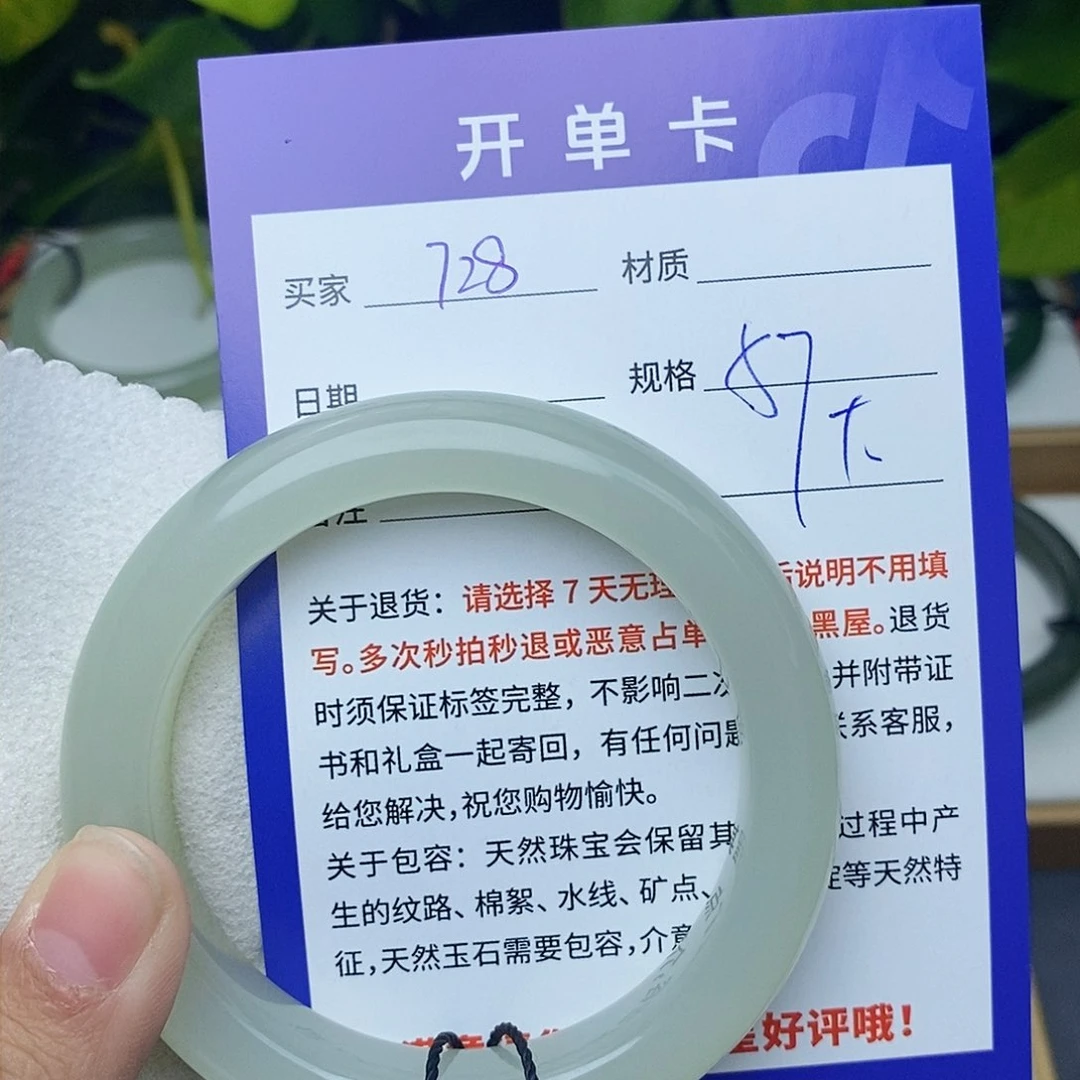 开单卡
买家 728 材质
日期 规格 57卡
注
关于退货：请选择7天无理 后说明不用填
写。多次秒拍秒退或恶意占单 黑屋。退货
时须保证标签完整，不影响二次 并附带证
书和礼盒一起寄回，有任何问题 联系客服，
给您解决，祝您购物愉快。
关于包容：天然珠宝会保留其 过程中产
生的纹路、棉絮、水线、矿点、 等天然特
征，天然玉石需要包容，介意
好评哦！